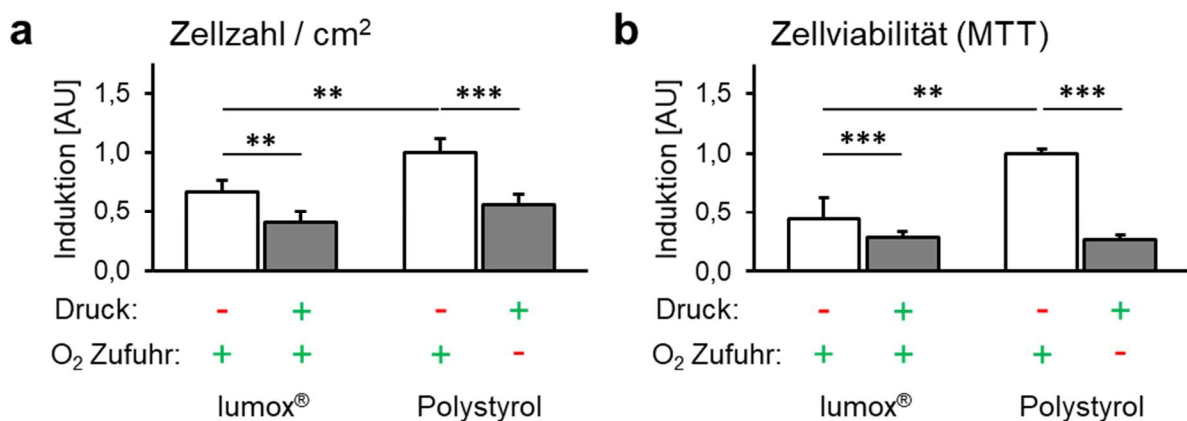 a Zellzahl / cm²
Induktion [AU]
1,5
1,0
0,5
0,0
** ***
**
Druck: - + - +
O₂ Zufuhr: + + + -
lumox® Polystyrol
b Zellviabilität (MTT)
Induktion [AU]
1,5
1,0
0,5
0,0
** ***
***
Druck: - + - +
O₂ Zufuhr: + + + -
lumox® Polystyrol